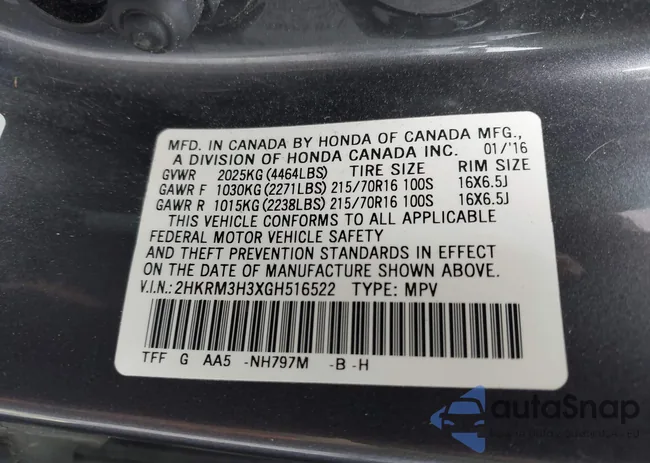 MFD. IN CANADA BY HONDA OF CANADA MFG.,
A DIVISION OF HONDA CANADA INC. 01/'16
GVWR 2025KG (4464LBS) TIRE SIZE RIM SIZE
GAWR F 1030KG (2271LBS) 215/70R16 100S 16X6.5J
GAWR R 1015KG (2238LBS) 215/70R16 100S 16X6.5J
THIS VEHICLE CONFORMS TO ALL APPLICABLE
FEDERAL MOTOR VEHICLE SAFETY
AND THEFT PREVENTION STANDARDS IN EFFECT
ON THE DATE OF MANUFACTURE SHOWN ABOVE.
V.I.N.: 2HKRM3H3XGH516522 TYPE: MPV
TFF G AA5 -NH797M -B -H
autoSnap